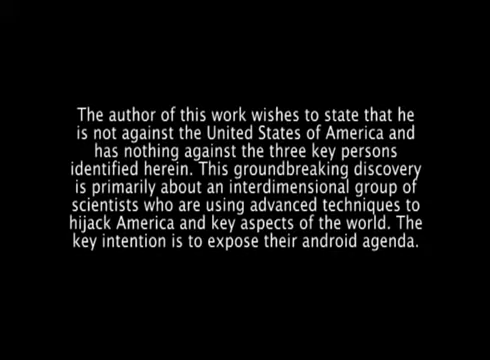 The author of this work wishes to state that he
is not against the United States of America and
has nothing against the three key persons
identified herein. This groundbreaking discovery
is primarily about an interdimensional group of
scientists who are using advanced techniques to
hijack America and key aspects of the world. The
key intention is to expose their android agenda.